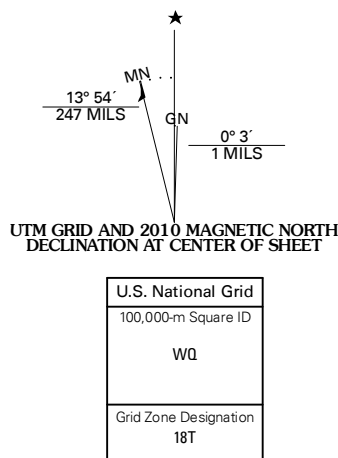 ★
MN
13° 54´
247 MILS
GN
0° 3´
1 MILS
UTM GRID AND 2010 MAGNETIC NORTH
DECLINATION AT CENTER OF SHEET
U.S. National Grid
100,000-m Square ID
WQ
Grid Zone Designation
18T